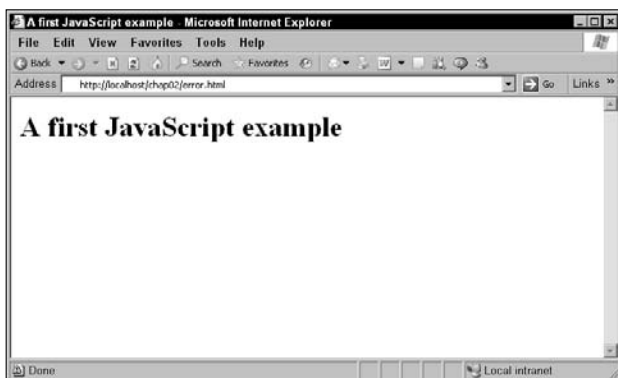 A first JavaScript example - Microsoft Internet Explorer
File Edit View Favorites Tools Help
Back Search Favorites W
Address http://localhost/chap02/error.html Go Links »
A first JavaScript example
Done Local intranet